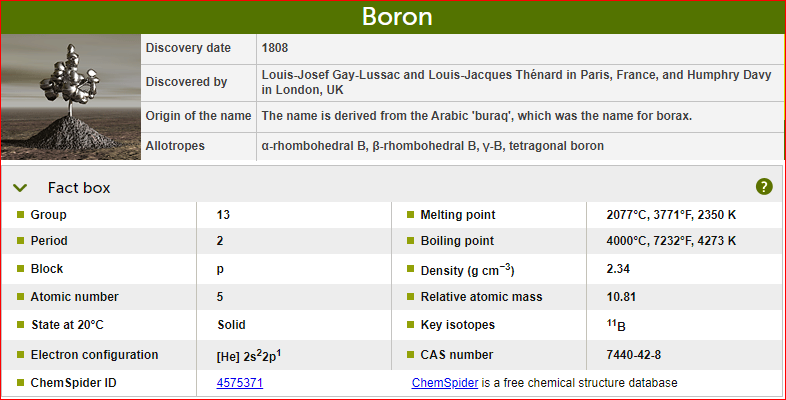 Boron
Discovery date 1808
Discovered by Louis-Josef Gay-Lussac and Louis-Jacques Thénard in Paris, France, and Humphry Davy
in London, UK
Origin of the name The name is derived from the Arabic 'buraq', which was the name for borax.
Allotropes α-rhombohedral B, β-rhombohedral B, γ-B, tetragonal boron
Fact box ?
Group 13 Melting point 2077°C, 3771°F, 2350 K
Period 2 Boiling point 4000°C, 7232°F, 4273 K
Block p Density (g cm⁻³) 2.34
Atomic number 5 Relative atomic mass 10.81
State at 20°C Solid Key isotopes ¹¹B
Electron configuration [He] 2s²2p¹ CAS number 7440-42-8
ChemSpider ID 4575371 ChemSpider is a free chemical structure database